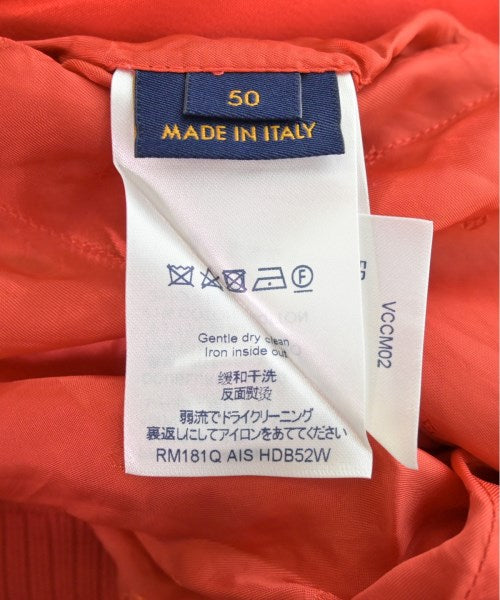 50
MADE IN ITALY
Gentle dry clean
Iron inside out
缓和干洗
反面熨烫
弱流でドライクリーニング
裏返しにしてアイロンをあててください
RM181Q AIS HDB52W
VCCM02